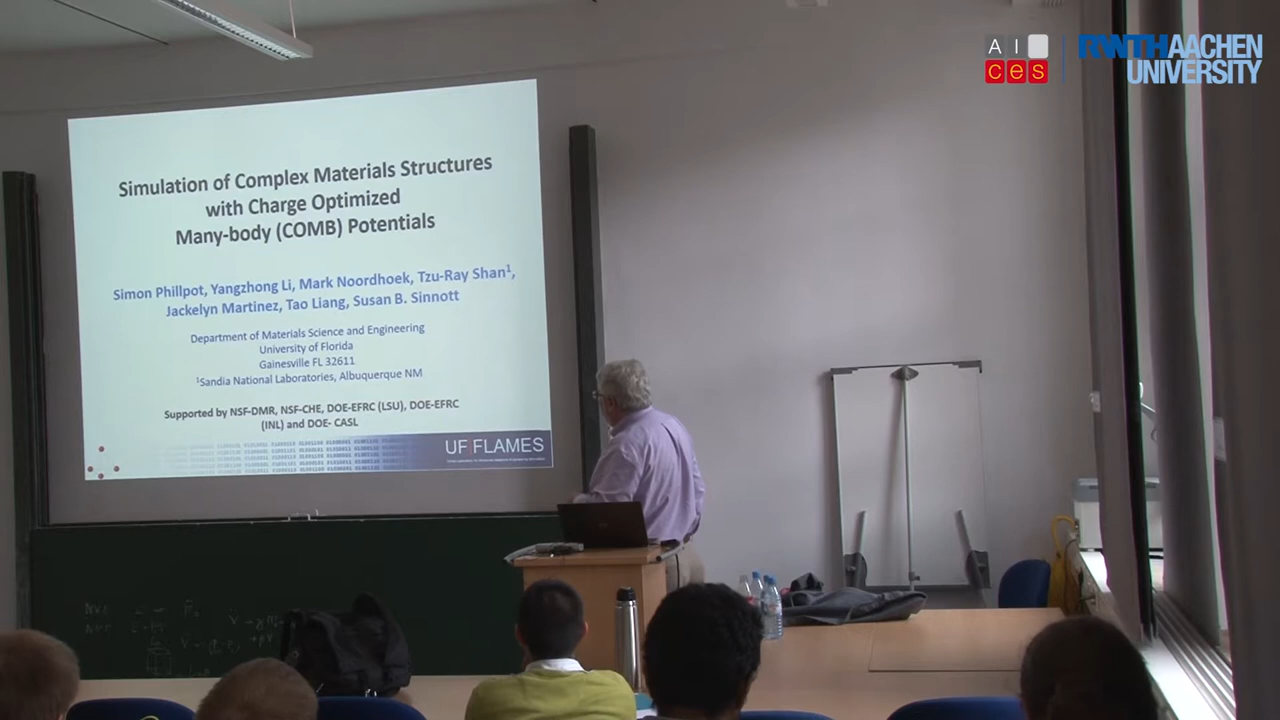 Simulation of Complex Materials Structures
with Charge Optimized
Many-body (COMB) Potentials
Simon Phillpot, Yangzhong Li, Mark Noordhoek, Tzu-Ray Shan¹,
Jackelyn Martinez, Tao Liang, Susan B. Sinnott
Department of Materials Science and Engineering
University of Florida
Gainesville FL 32611
¹Sandia National Laboratories, Albuquerque NM
Supported by NSF-DMR, NSF-CHE, DOE-EFRC (LSU), DOE-EFRC
(INL) and DOE- CASL
UF|FLAMES
AI
ces
RWTHAACHEN
UNIVERSITY